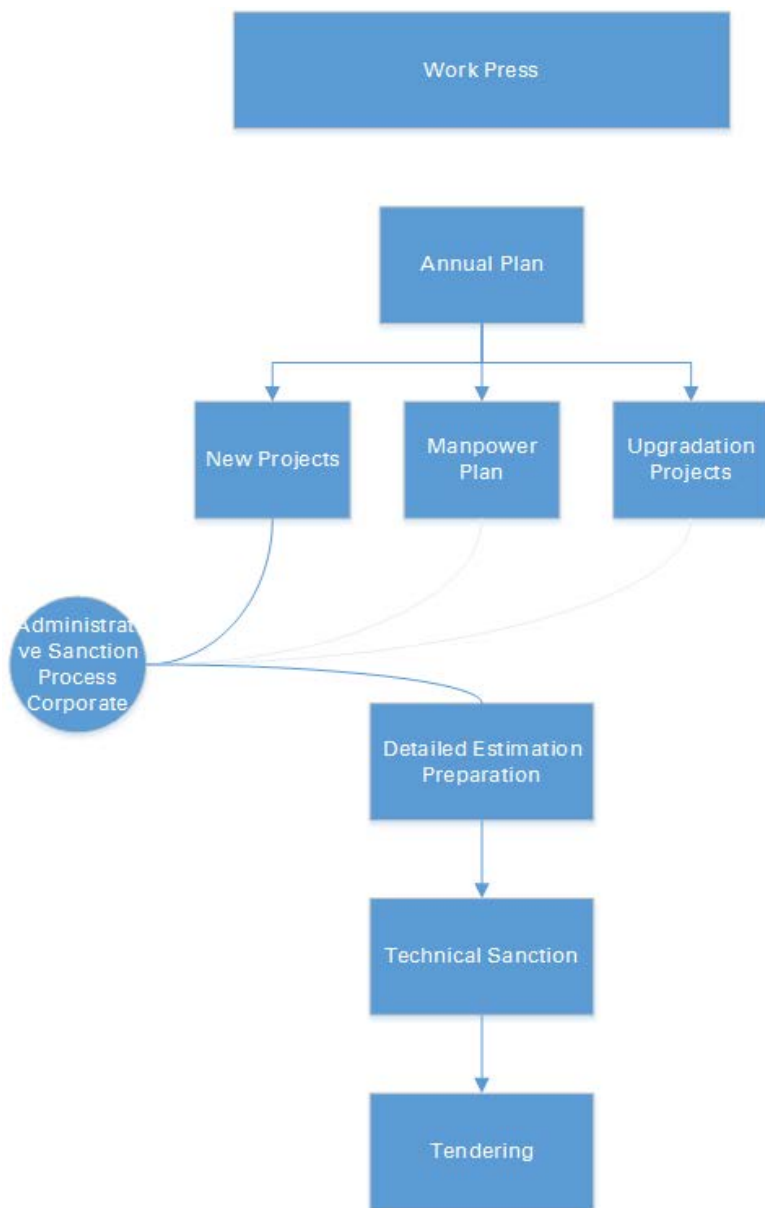 Work Press
Annual Plan
New Projects
Manpower
Plan
Upgradation
Projects
Administrati
ve Sanction
Process
Corporate
Detailed Estimation
Preparation
Technical Sanction
Tendering